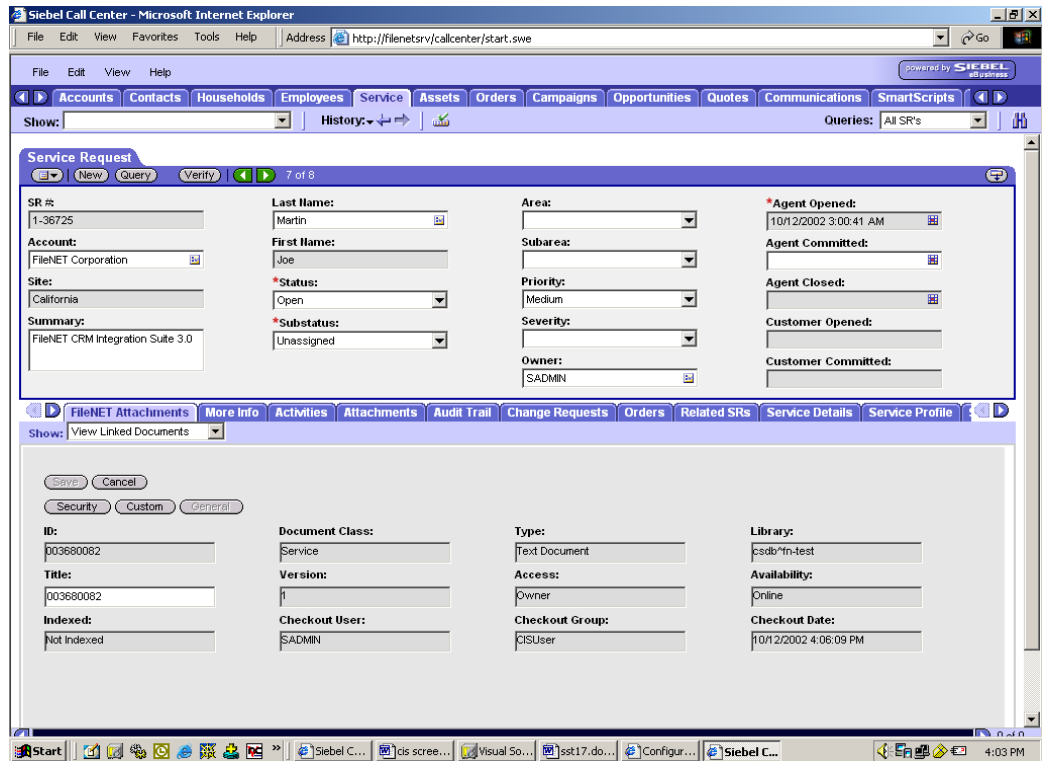 Siebel Call Center - Microsoft Internet Explorer
File Edit View Favorites Tools Help Address http://filenetsrv/callcenter/start.swe Go
File Edit View Help powered by SIEBEL eBusiness
Accounts Contacts Households Employees Service Assets Orders Campaigns Opportunities Quotes Communications SmartScripts
Show: History: Queries: All SR's
Service Request
New Query Verify 7 of 8
SR #: Last Name: Area: *Agent Opened:
1-36725 Martin 10/12/2002 3:00:41 AM
Account: First Name: Subarea: Agent Committed:
FileNET Corporation Joe
Site: *Status: Priority: Agent Closed:
California Open Medium
Summary: *Substatus: Severity: Customer Opened:
FileNET CRM Integration Suite 3.0 Unassigned
Owner: Customer Committed:
SADMIN
FileNET Attachments More Info Activities Attachments Audit Trail Change Requests Orders Related SRs Service Details Service Profile
Show: View Linked Documents
Save Cancel
Security Custom General
ID: Document Class: Type: Library:
003680082 Service Text Document csdb^fn-test
Title: Version: Access: Availability:
003680082 1 Owner Online
Indexed: Checkout User: Checkout Group: Checkout Date:
Not Indexed SADMIN CISUser 10/12/2002 4:06:09 PM
Start » Siebel C... cis scree... Visual So... sst17.do... Configur... Siebel C... 4:03 PM